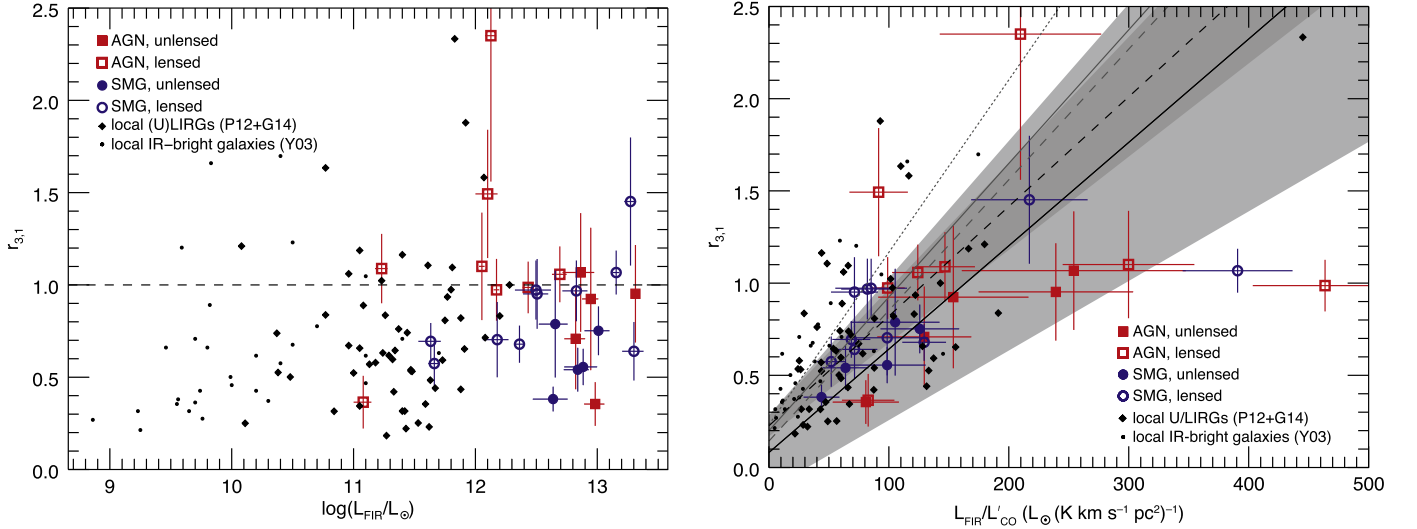 2.5
2.0
1.5
1.0
0.5
0.0
r3,1
AGN, unlensed
AGN, lensed
SMG, unlensed
SMG, lensed
local (U)LIRGs (P12+G14)
local IR−bright galaxies (Y03)
9 10 11 12 13
log(LFIR/L⊙)
2.5
2.0
1.5
1.0
0.5
0.0
r3,1
AGN, unlensed
AGN, lensed
SMG, unlensed
SMG, lensed
local U/LIRGs (P12+G14)
local IR-bright galaxies (Y03)
0 100 200 300 400 500
LFIR/L′CO (L⊙(K km s−1 pc2)−1)